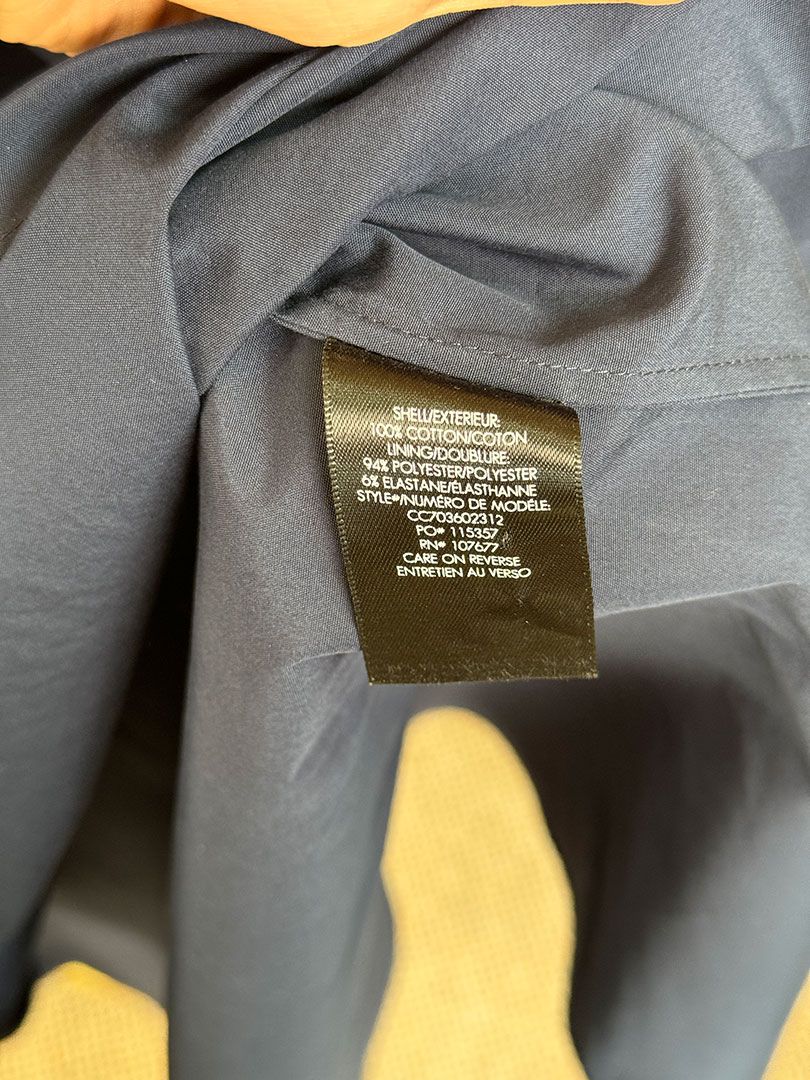 SHELL/EXTERIEUR:
100% COTTON/COTON
LINING/DOUBLURE:
94% POLYESTER/POLYESTER
6% ELASTANE/ÉLASTHANNE
STYLE#/NUMÉRO DE MODÈLE:
CC703602312
PO# 115357
RN# 107677
CARE ON REVERSE
ENTRETIEN AU VERSO